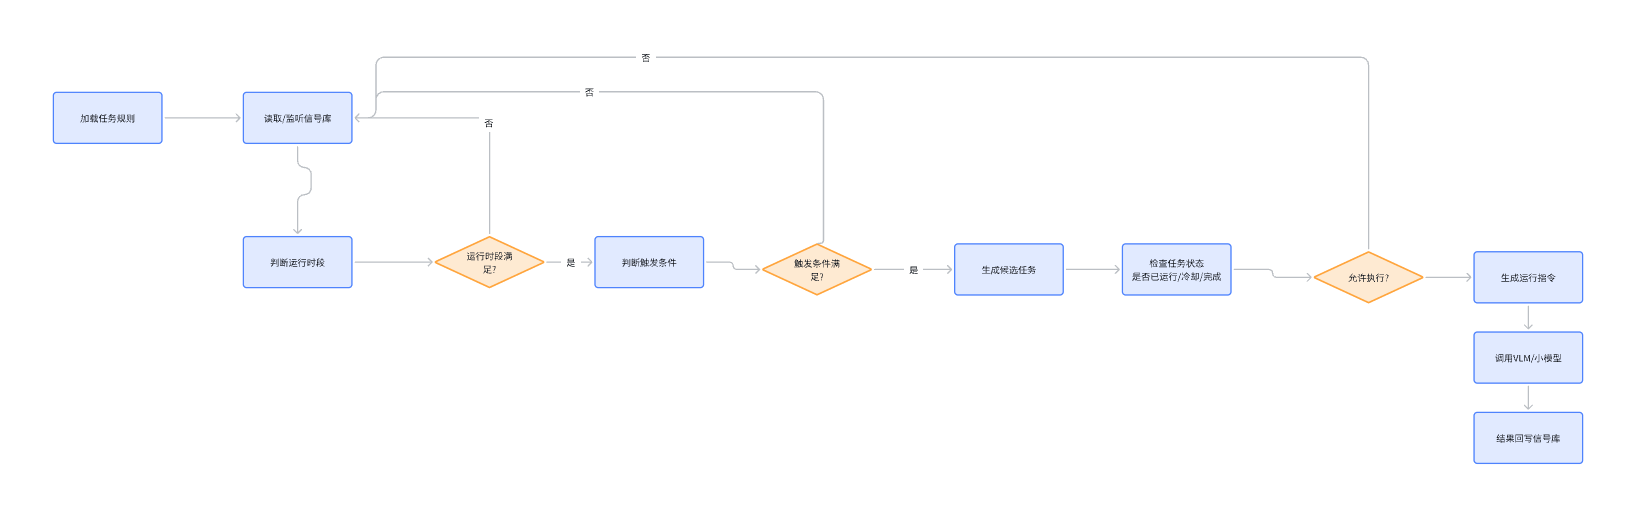 否
否
加载任务规则
读取/监听信号库
否
判断运行时段
运行时段满
足?
是
判断触发条件
触发条件满
足?
是
生成候选任务
检查任务状态
是否已运行/冷却/完成
允许执行?
生成运行指令
调用VLM/小模型
结果回写信号库